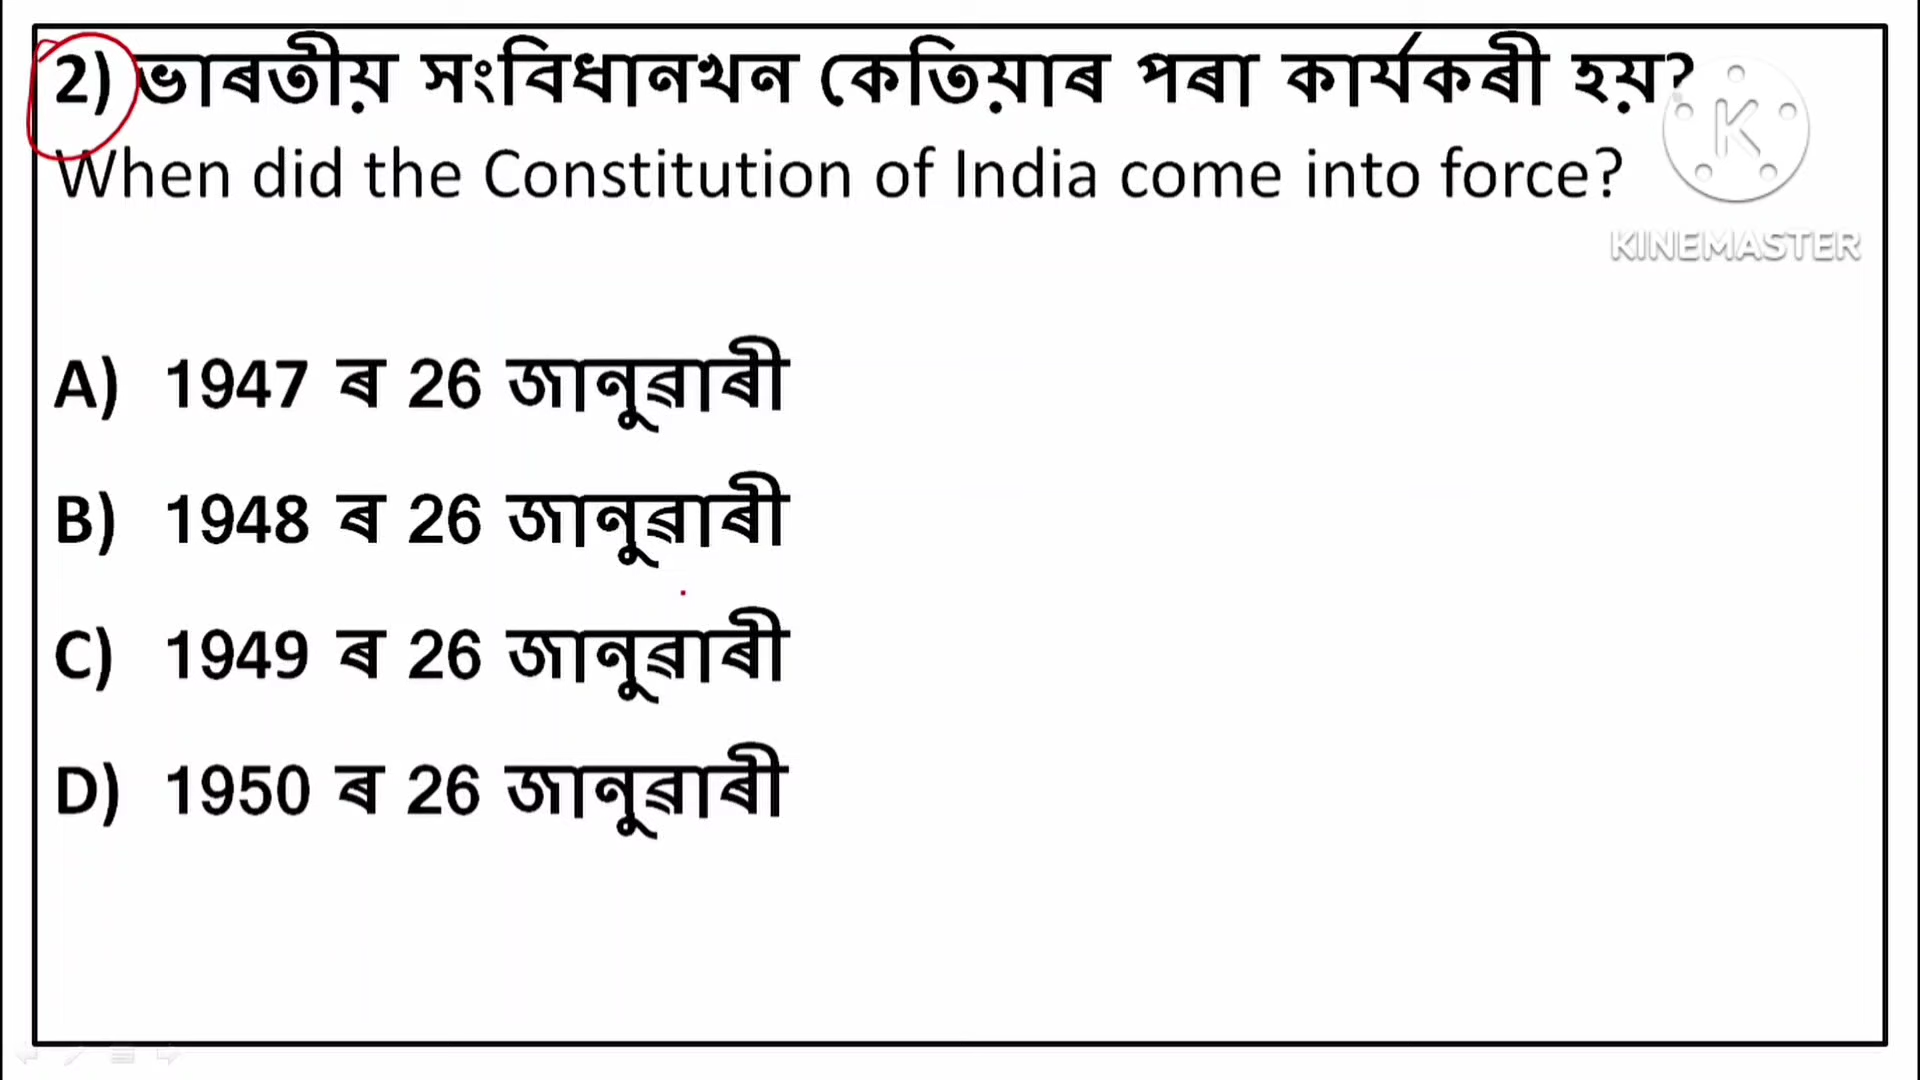 2) ভাৰতীয় সংবিধানখন কেতিয়াৰ পৰা কাৰ্যকৰী হয়?
When did the Constitution of India come into force?
K
KINEMASTER
A) 1947 ৰ 26 জানুৱাৰী
B) 1948 ৰ 26 জানুৱাৰী
C) 1949 ৰ 26 জানুৱাৰী
D) 1950 ৰ 26 জানুৱাৰী